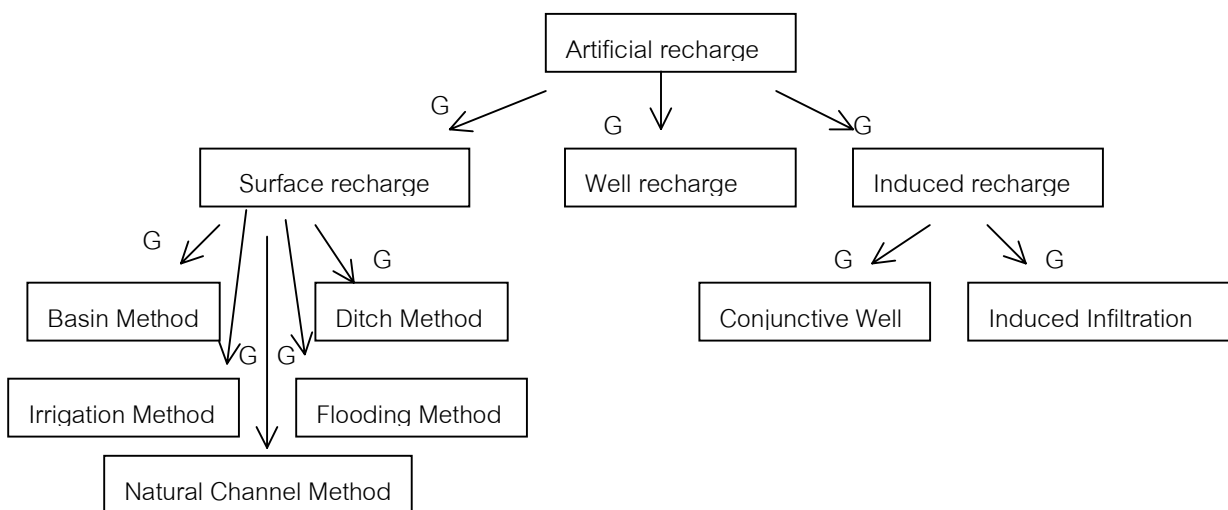 Artificial recharge
G
G
G
Surface recharge
Well recharge
Induced recharge
G
G
G
G
Basin Method
Ditch Method
Conjunctive Well
Induced Infiltration
G
G
Irrigation Method
Flooding Method
Natural Channel Method